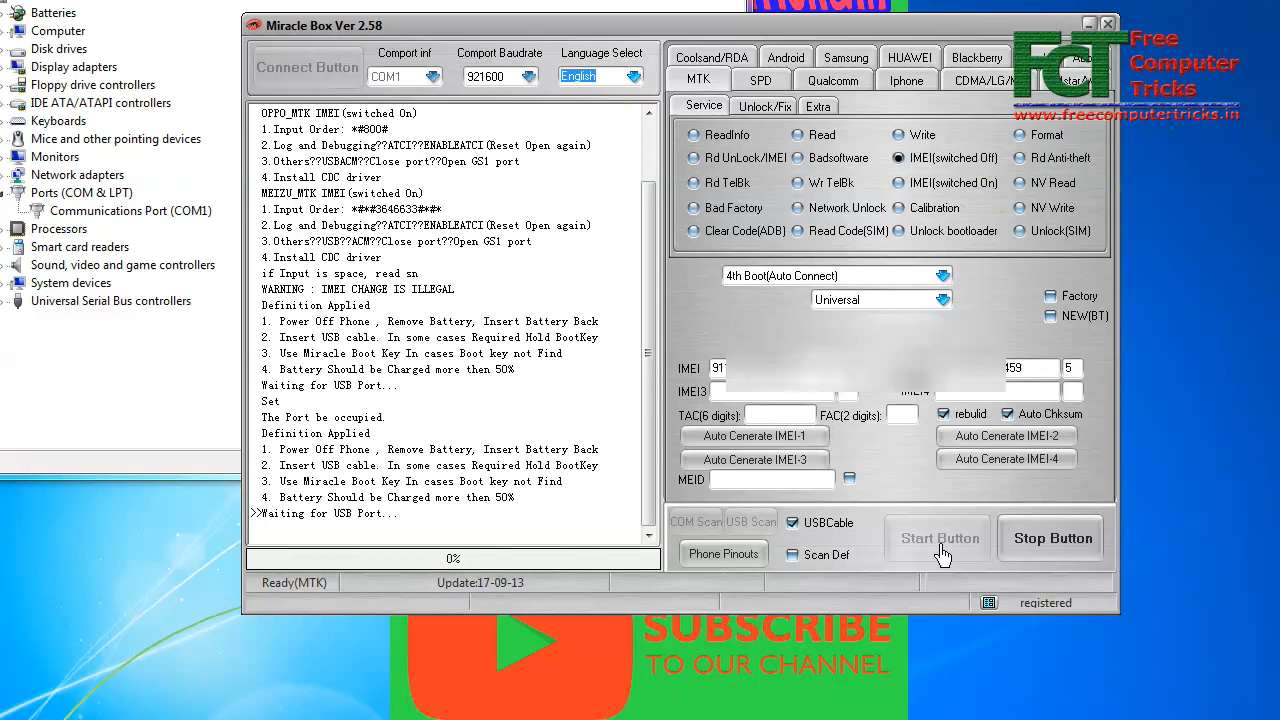 Batteries
Computer
Disk drives
Display adapters
Floppy drive controllers
IDE ATA/ATAPI controllers
Keyboards
Mice and other pointing devices
Monitors
Network adapters
Ports (COM & LPT)
Communications Port (COM1)
Processors
Smart card readers
Sound, video and game controllers
System devices
Universal Serial Bus controllers
Miracle Box Ver 2.58
Connect Button
Comport Baudrate
Language Select
COM1
921600
English
OPPO_MTK IMEI(switched On)
1.Input Order: *#800#
2.Log and Debugging??ATCI??ENABLEATCI(Reset Open again)
3.Others??USBACM??Close port??Open GS1 port
4.Install CDC driver
MEIZU_MTK IMEI(switched On)
1.Input Order: *#*#3646633#*#*
2.Log and Debugging??ATCI??ENABLEATCI(Reset Open again)
3.Others??USB??ACM??Close port??Open GS1 port
4.Install CDC driver
if Input is space, read sn
WARNING : IMEI CHANGE IS ILLEGAL
Definition Applied
1. Power Off Phone , Remove Battery, Insert Battery Back
2. Insert USB cable. In some cases Required Hold BootKey
3. Use Miracle Boot Key In cases Boot key not Find
4. Battery Should be Charged more then 50%
Waiting for USB Port...
Set
The Port be occupied.
Definition Applied
1. Power Off Phone , Remove Battery, Insert Battery Back
2. Insert USB cable. In some cases Required Hold BootKey
3. Use Miracle Boot Key In cases Boot key not Find
4. Battery Should be Charged more then 50%
>>Waiting for USB Port...
0%
Ready(MTK)
Update:17-09-13
Coolsand/RDA
Android
Samsung
HUAWEI
Blackberry
MTK
SPD
Qualcomm
Iphone
CDMA/LG/M
Service
Unlock/Fix
Extra
ReadInfo
Read
Write
Format
Rd UnLock/IMEI
Badsoftware
IMEI(switched Off)
Rd Anti-theft
Rd TelBk
Wr TelBk
IMEI(switched On)
NV Read
Bad Factory
Network Unlock
Calibration
NV Write
Clear Code(ADB)
Read Code(SIM)
Unlock bootloader
Unlock(SIM)
4th Boot(Auto Connect)
Universal
Factory
NEW(BT)
IMEI
459
5
IMEI3
TAC(6 digits):
FAC(2 digits):
rebulid
Auto Chksum
Auto Cenerate IMEI-1
Auto Cenerate IMEI-2
Auto Cenerate IMEI-3
Auto Cenerate IMEI-4
MEID
COM Scan
USB Scan
USBCable
Start Button
Stop Button
Phone Pinouts
Scan Def
registered
FCT
Free
Computer
Tricks
www.freecomputertricks.in
SUBSCRIBE
TO OUR CHANNEL